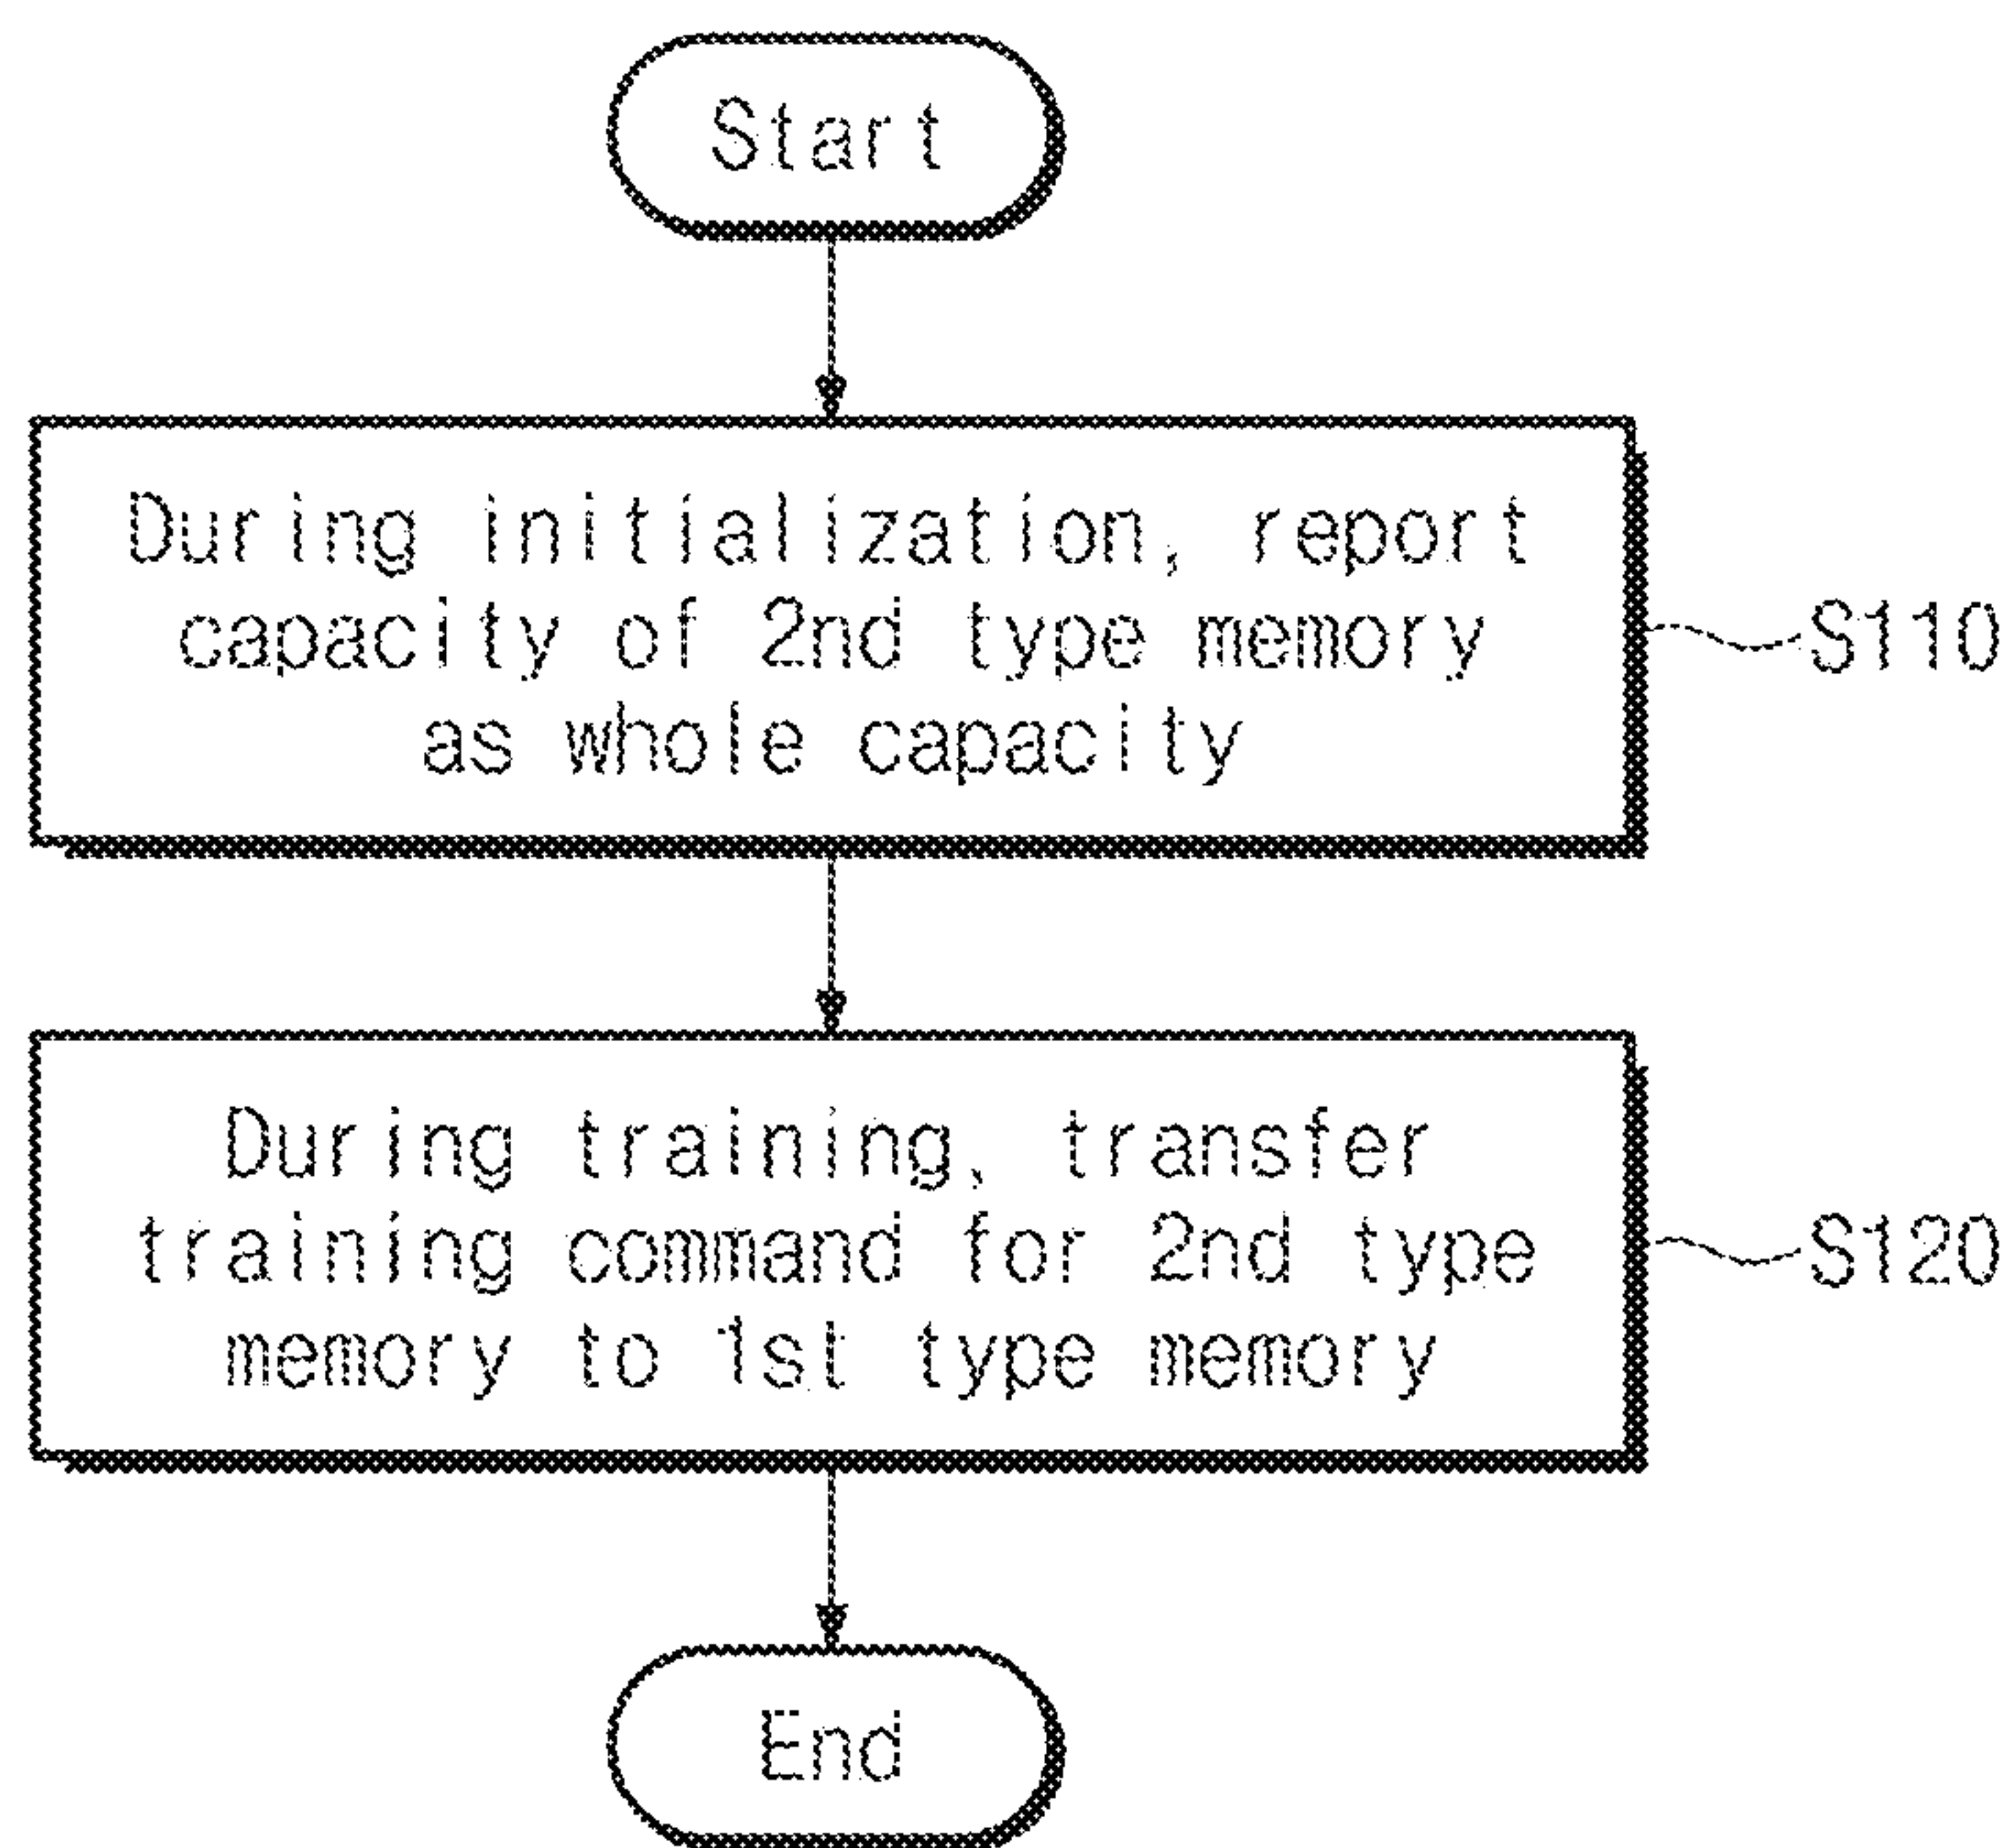 Start
During initialization, report
capacity of 2nd type memory
as whole capacity
S110
During training, transfer
training command for 2nd type
memory to 1st type memory
S120
End